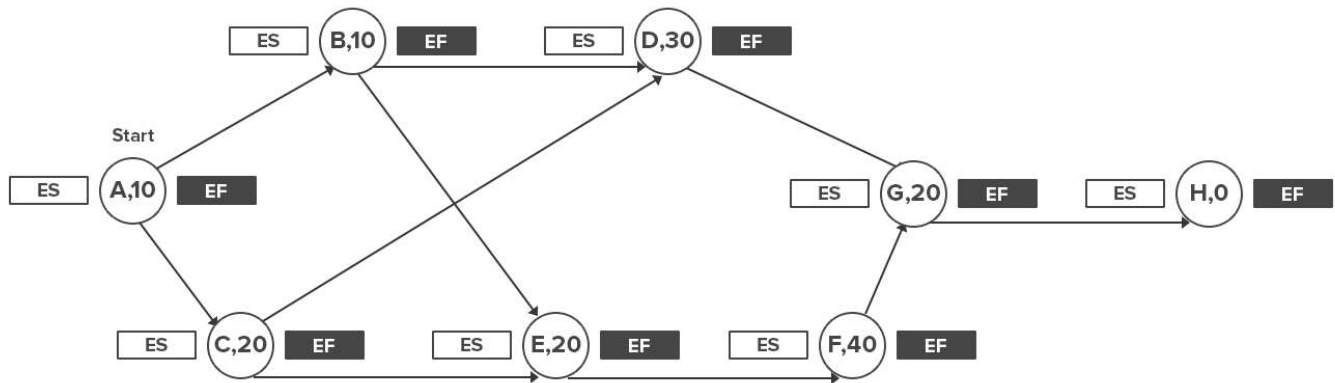 ES B,10 EF ES D,30 EF
Start
ES A,10 EF ES G,20 EF ES H,0 EF
ES C,20 EF ES E,20 EF ES F,40 EF